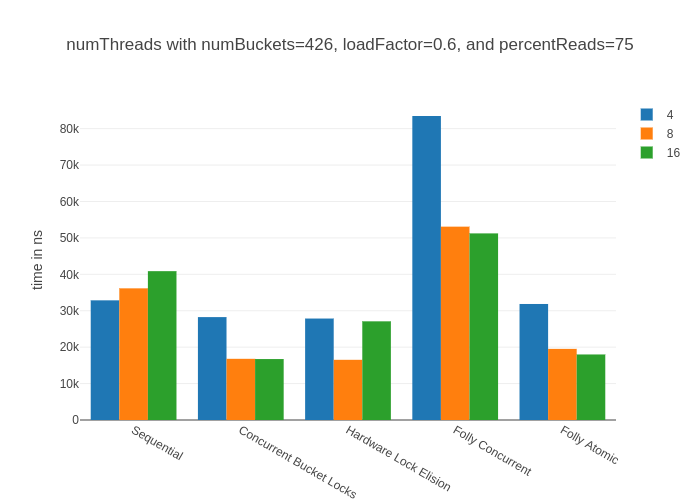 numThreads with numBuckets=426, loadFactor=0.6, and percentReads=75
4
8
16
time in ns
80k
70k
60k
50k
40k
30k
20k
10k
0
Sequential
Concurrent Bucket Locks
Hardware Lock Elision
Folly Concurrent
Folly Atomic